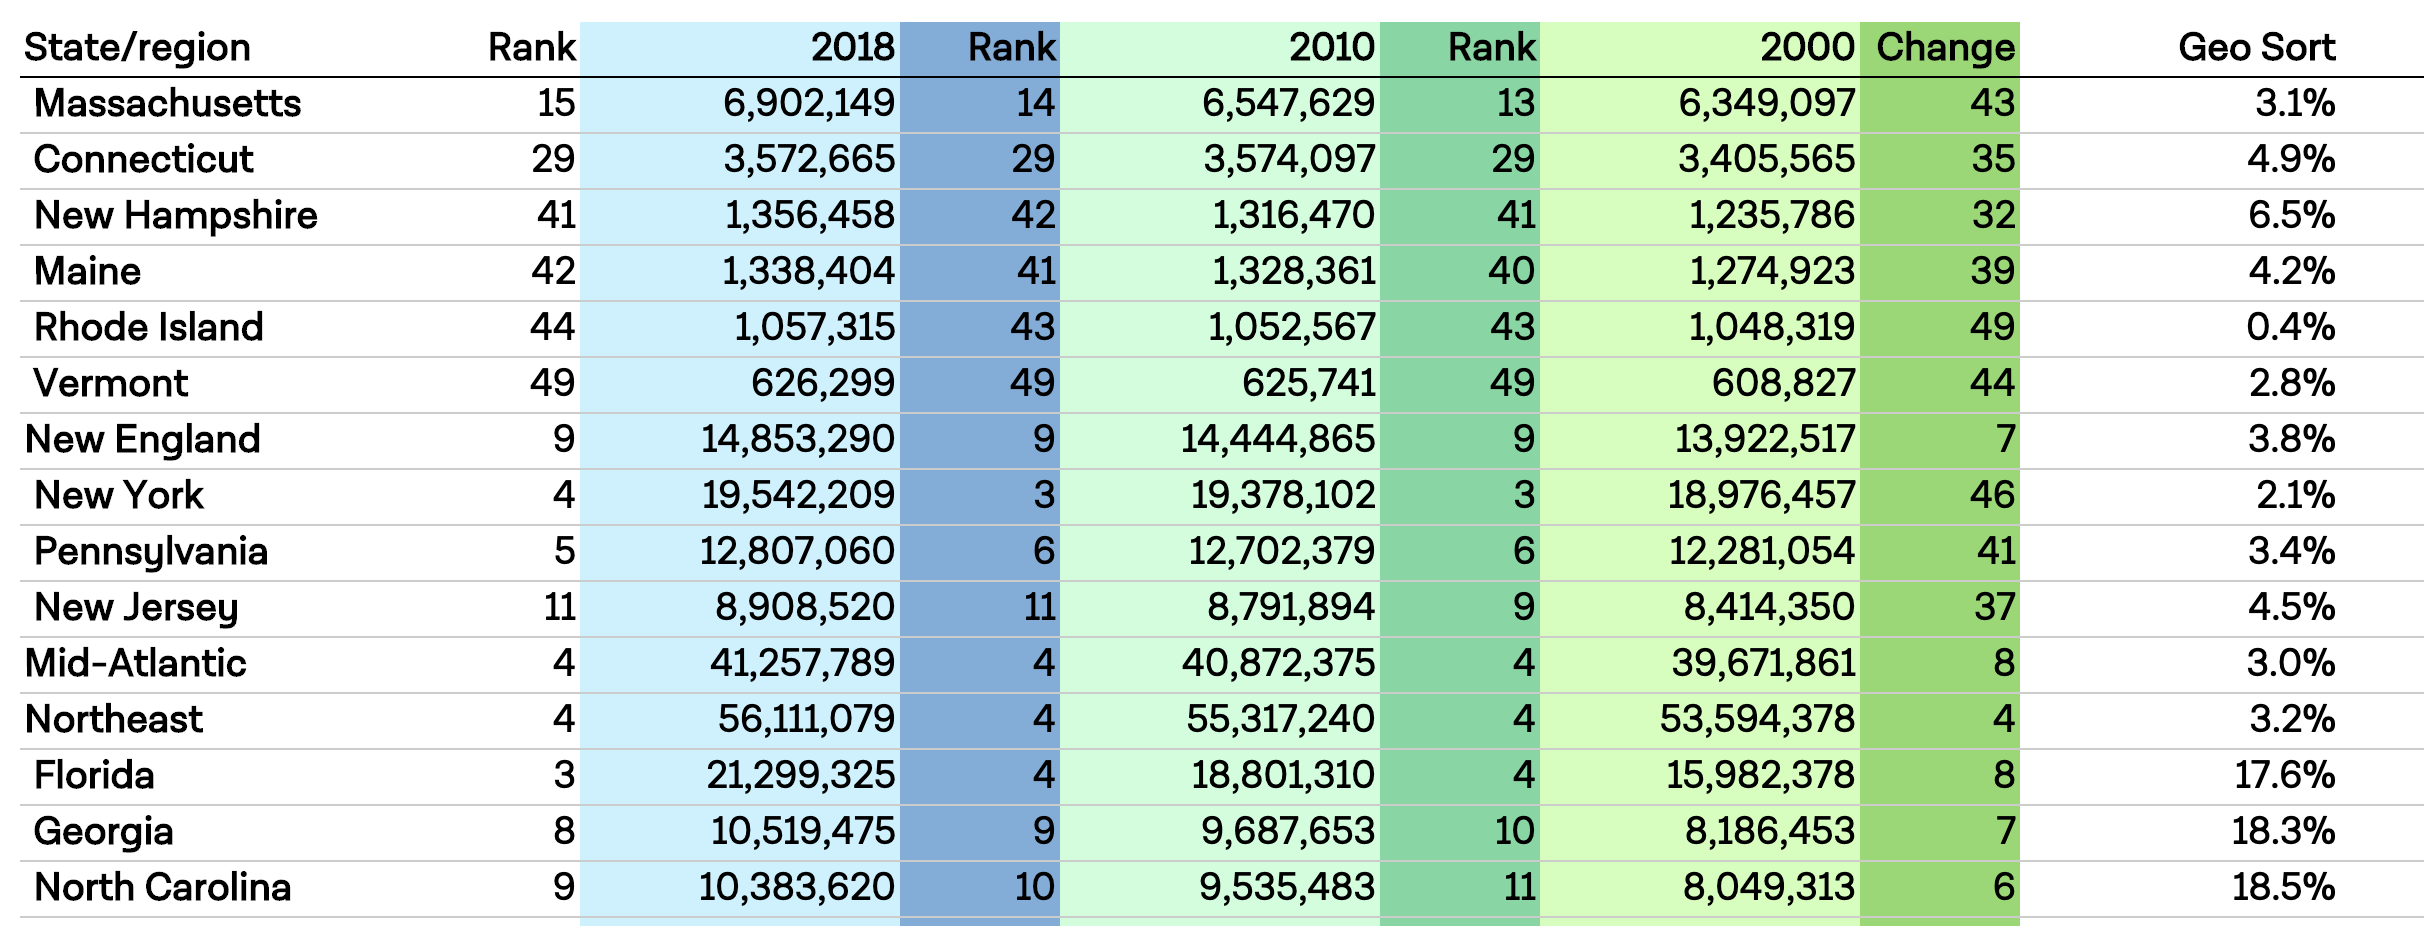 State/region Rank 2018 Rank 2010 Rank 2000 Change Geo Sort
Massachusetts 15 6,902,149 14 6,547,629 13 6,349,097 43 3.1%
Connecticut 29 3,572,665 29 3,574,097 29 3,405,565 35 4.9%
New Hampshire 41 1,356,458 42 1,316,470 41 1,235,786 32 6.5%
Maine 42 1,338,404 41 1,328,361 40 1,274,923 39 4.2%
Rhode Island 44 1,057,315 43 1,052,567 43 1,048,319 49 0.4%
Vermont 49 626,299 49 625,741 49 608,827 44 2.8%
New England 9 14,853,290 9 14,444,865 9 13,922,517 7 3.8%
New York 4 19,542,209 3 19,378,102 3 18,976,457 46 2.1%
Pennsylvania 5 12,807,060 6 12,702,379 6 12,281,054 41 3.4%
New Jersey 11 8,908,520 11 8,791,894 9 8,414,350 37 4.5%
Mid-Atlantic 4 41,257,789 4 40,872,375 4 39,671,861 8 3.0%
Northeast 4 56,111,079 4 55,317,240 4 53,594,378 4 3.2%
Florida 3 21,299,325 4 18,801,310 4 15,982,378 8 17.6%
Georgia 8 10,519,475 9 9,687,653 10 8,186,453 7 18.3%
North Carolina 9 10,383,620 10 9,535,483 11 8,049,313 6 18.5%